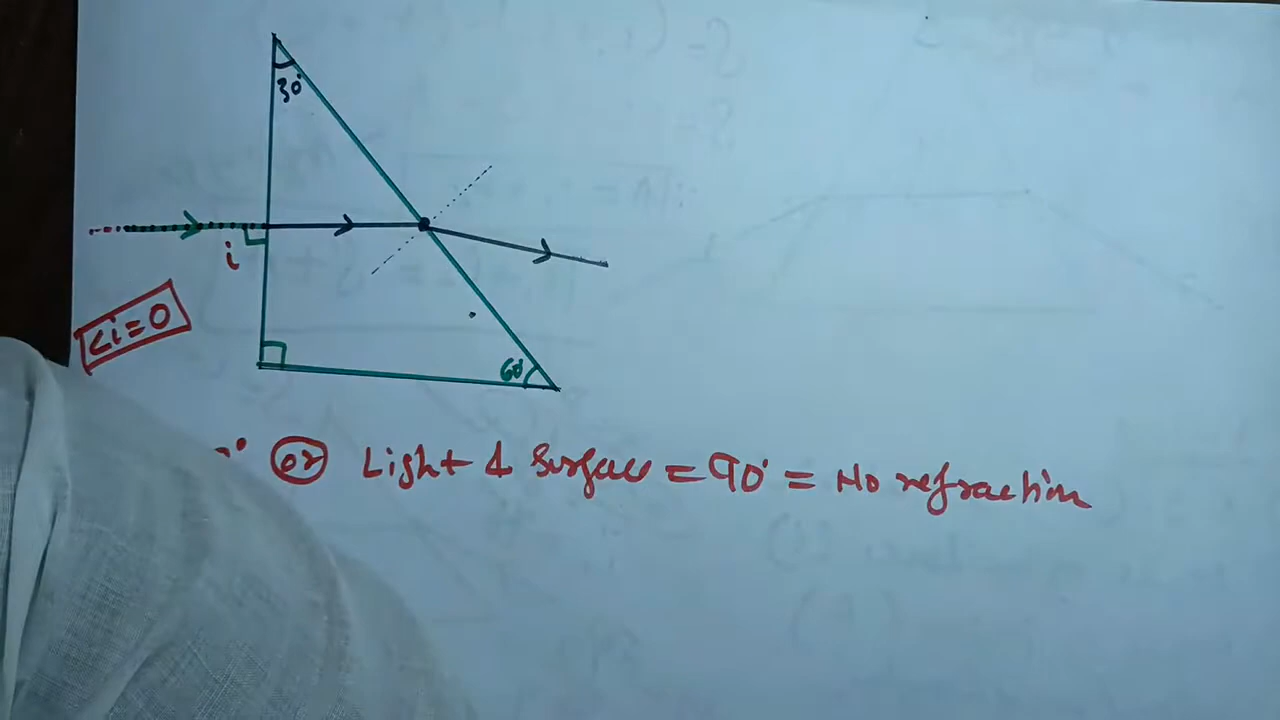 30°
i
<i=0
60°
or Light & Surface = 90° = No refraction